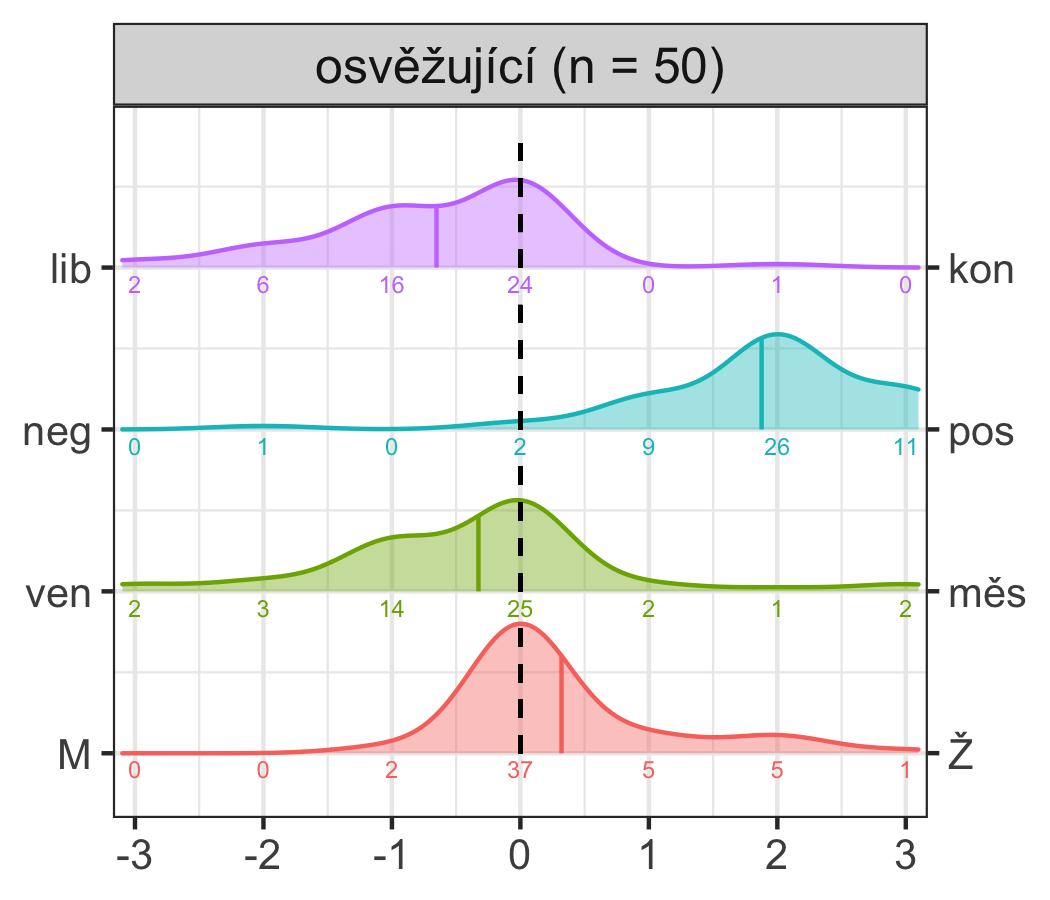 osvěžující (n = 50)
lib kon
2 6 16 24 0 1 0
neg pos
0 1 0 2 9 26 11
ven měs
2 3 14 25 2 1 2
M Ž
0 0 2 37 5 5 1
-3 -2 -1 0 1 2 3